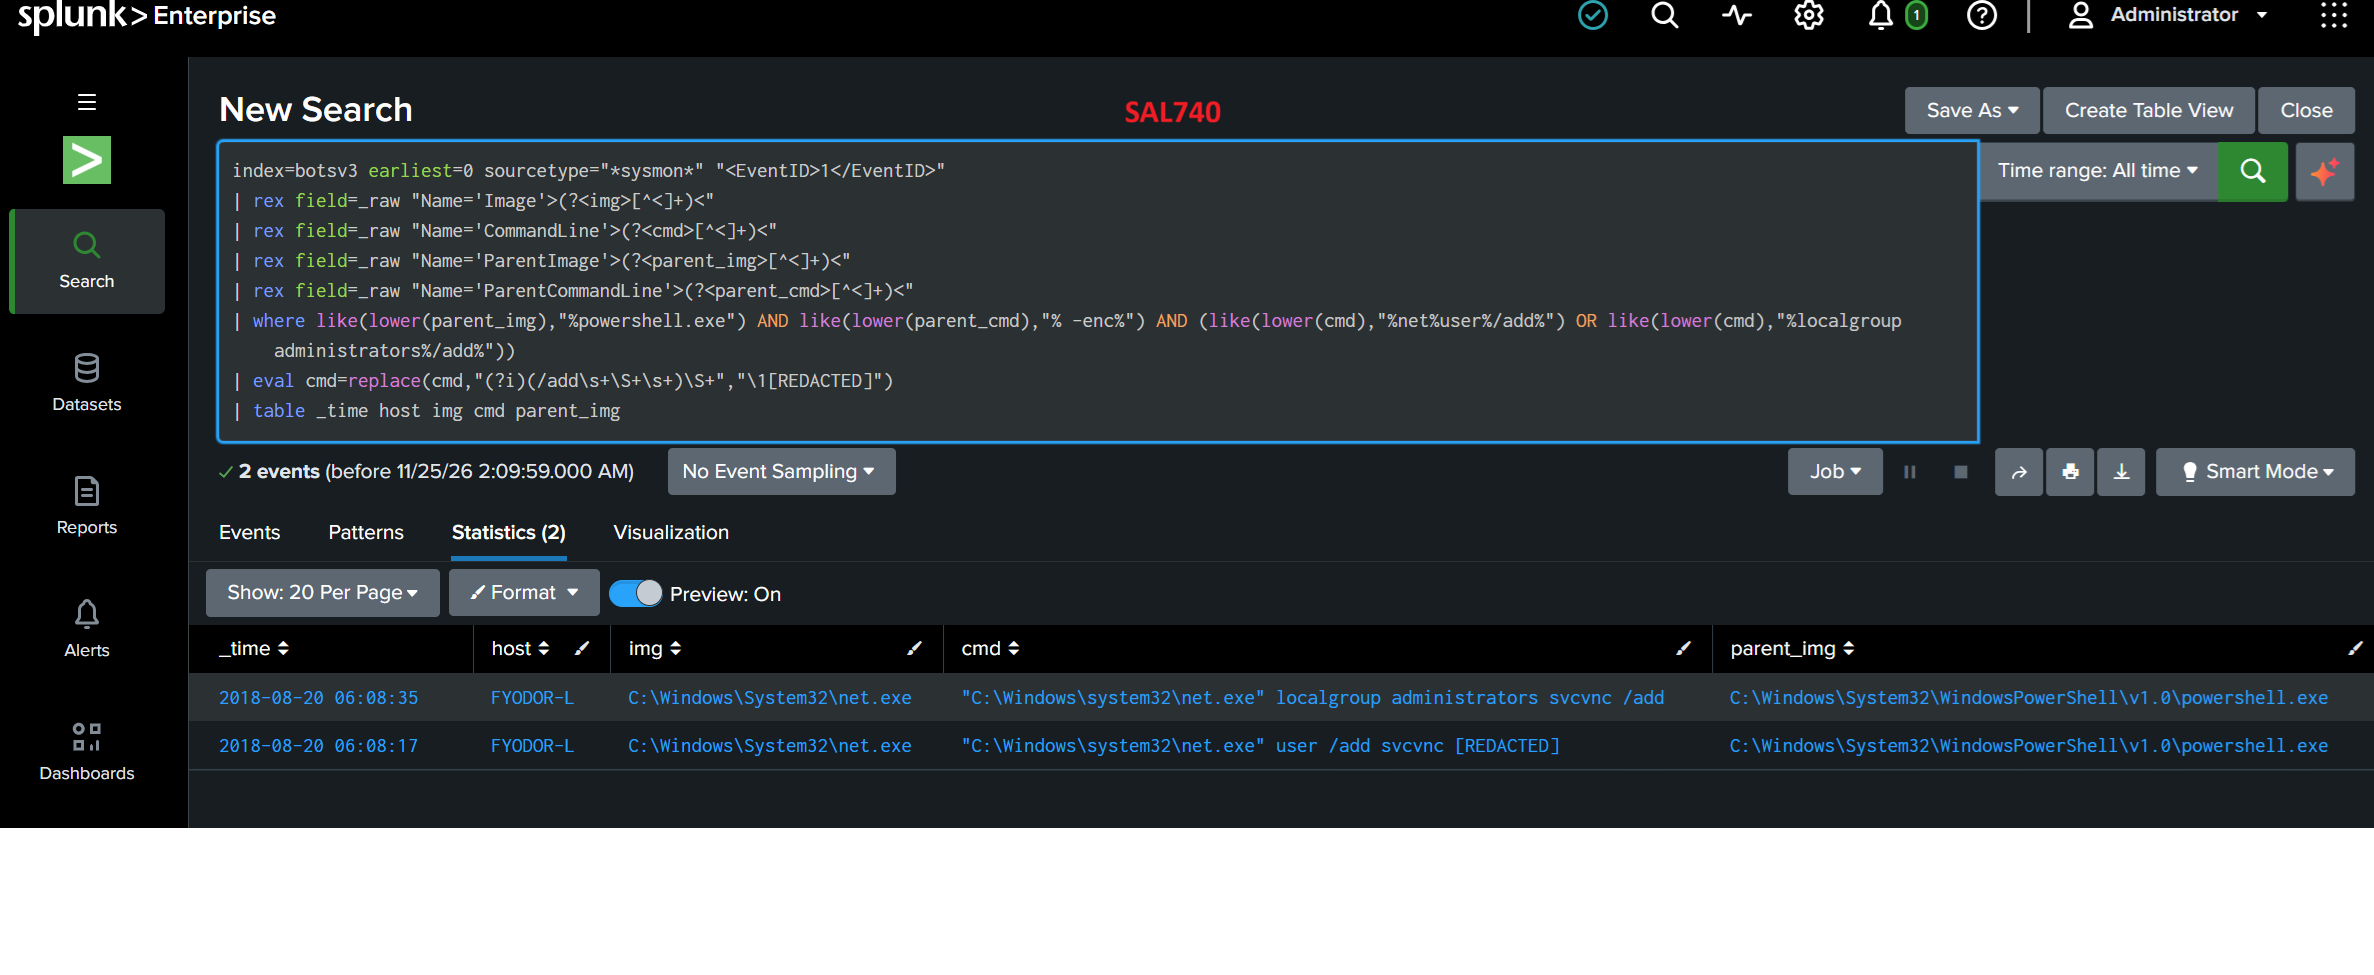 splunk> Enterprise
1
Administrator
New Search
SAL740
Save As
Create Table View
Close
index=botsv3 earliest=0 sourcetype="*sysmon*" "<EventID>1</EventID>"
| rex field=_raw "Name='Image'>(?<img>[^<]+)<"
| rex field=_raw "Name='CommandLine'>(?<cmd>[^<]+)<"
| rex field=_raw "Name='ParentImage'>(?<parent_img>[^<]+)<"
| rex field=_raw "Name='ParentCommandLine'>(?<parent_cmd>[^<]+)<"
| where like(lower(parent_img),"%powershell.exe") AND like(lower(parent_cmd),"% -enc%") AND (like(lower(cmd),"%net%user%/add%") OR like(lower(cmd),"%localgroup
administrators%/add%"))
| eval cmd=replace(cmd,"(?i)(/add\s+\S+\s+)\S+","\1[REDACTED]")
| table _time host img cmd parent_img
Time range: All time
Search
Datasets
Reports
Alerts
Dashboards
2 events (before 11/25/26 2:09:59.000 AM)
No Event Sampling
Job
Smart Mode
Events
Patterns
Statistics (2)
Visualization
Show: 20 Per Page
Format
Preview: On
_time host img cmd parent_img
2018-08-20 06:08:35 FYODOR-L C:\Windows\System32\net.exe "C:\Windows\system32\net.exe" localgroup administrators svcvnc /add C:\Windows\System32\WindowsPowerShell\v1.0\powershell.exe
2018-08-20 06:08:17 FYODOR-L C:\Windows\System32\net.exe "C:\Windows\system32\net.exe" user /add svcvnc [REDACTED] C:\Windows\System32\WindowsPowerShell\v1.0\powershell.exe